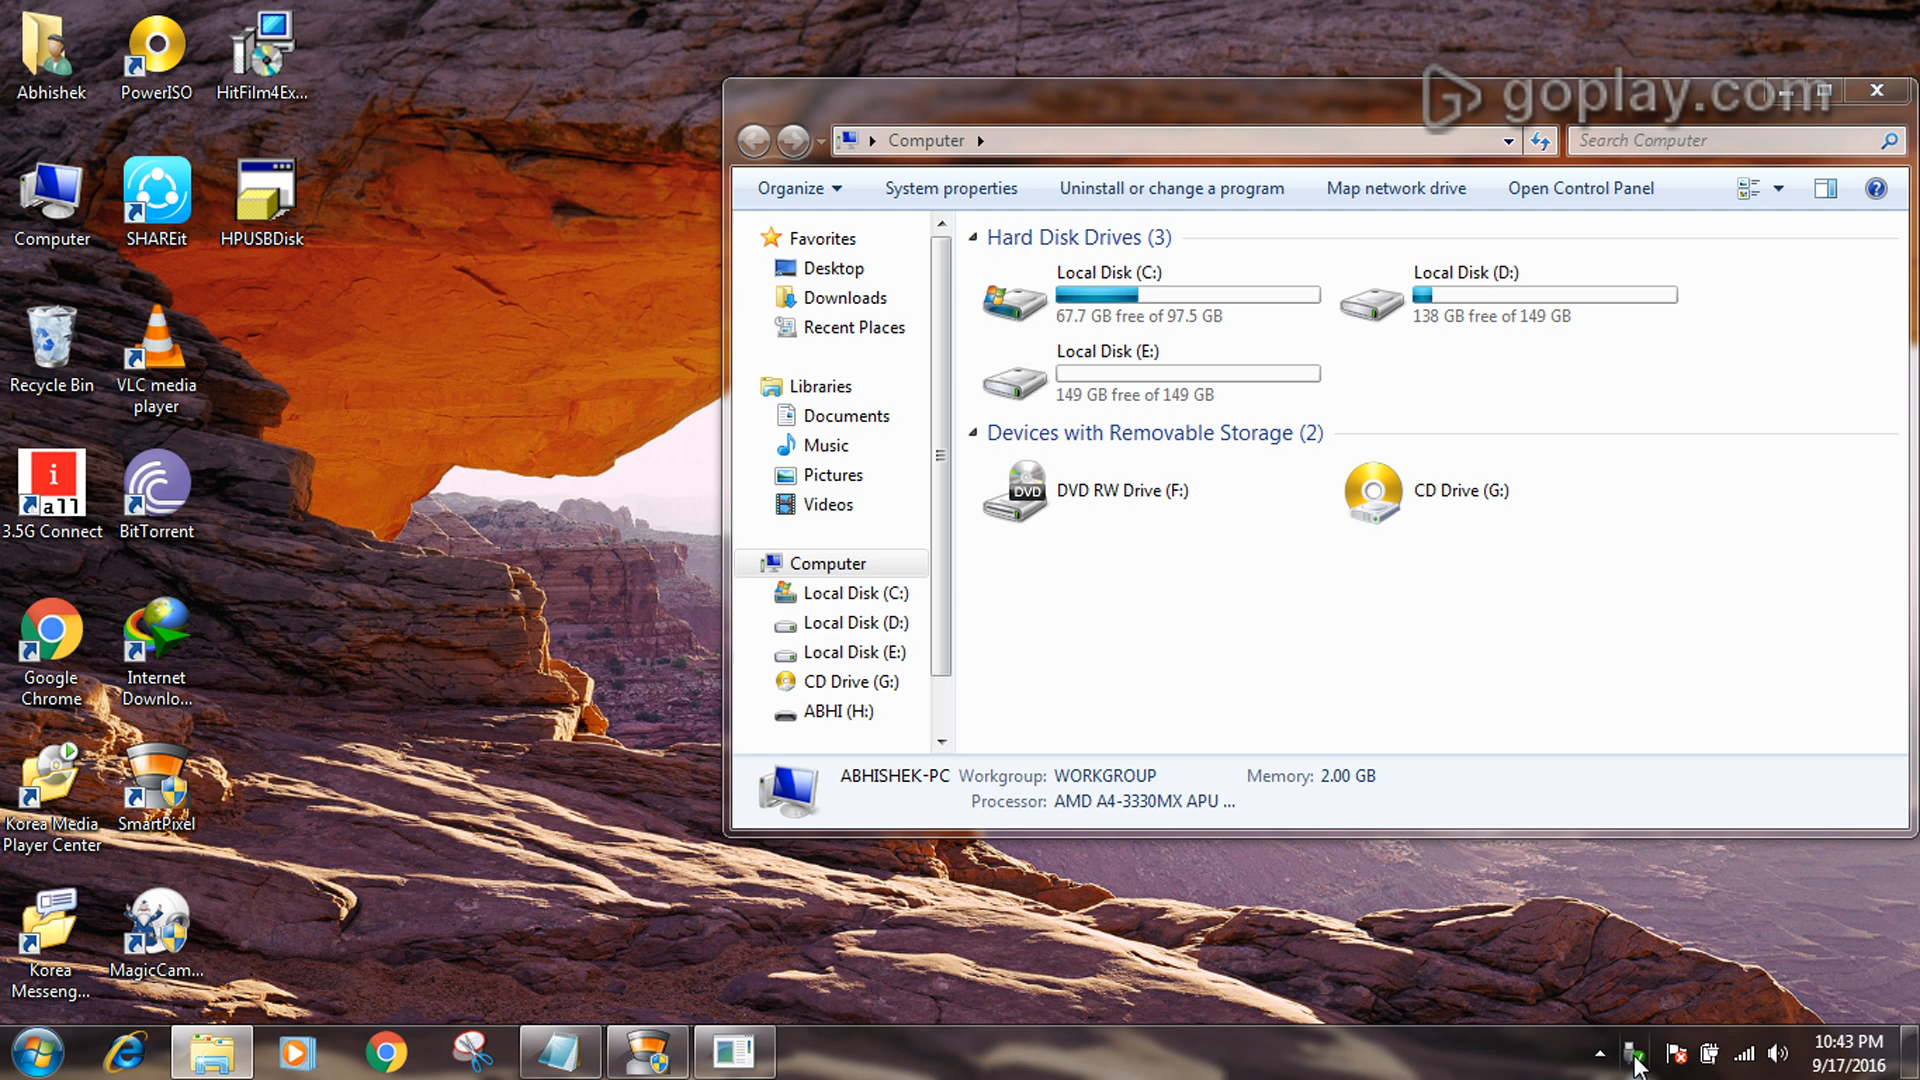 Abhishek
PowerISO
HitFilm4Ex...
Computer
SHAREit
HPUSBDisk
Recycle Bin
VLC media
player
i
all
3.5G Connect
BitTorrent
Google
Chrome
Internet
Downlo...
Korea Media
Player Center
SmartPixel
Korea
Messeng...
MagicCam...
goplay.com
Computer
Search Computer
Organize
System properties
Uninstall or change a program
Map network drive
Open Control Panel
Favorites
Desktop
Downloads
Recent Places
Libraries
Documents
Music
Pictures
Videos
Computer
Local Disk (C:)
Local Disk (D:)
Local Disk (E:)
CD Drive (G:)
ABHI (H:)
Hard Disk Drives (3)
Local Disk (C:)
67.7 GB free of 97.5 GB
Local Disk (D:)
138 GB free of 149 GB
Local Disk (E:)
149 GB free of 149 GB
Devices with Removable Storage (2)
DVD
DVD RW Drive (F:)
CD Drive (G:)
ABHISHEK-PC Workgroup: WORKGROUP Memory: 2.00 GB
Processor: AMD A4-3330MX APU ...
10:43 PM
9/17/2016